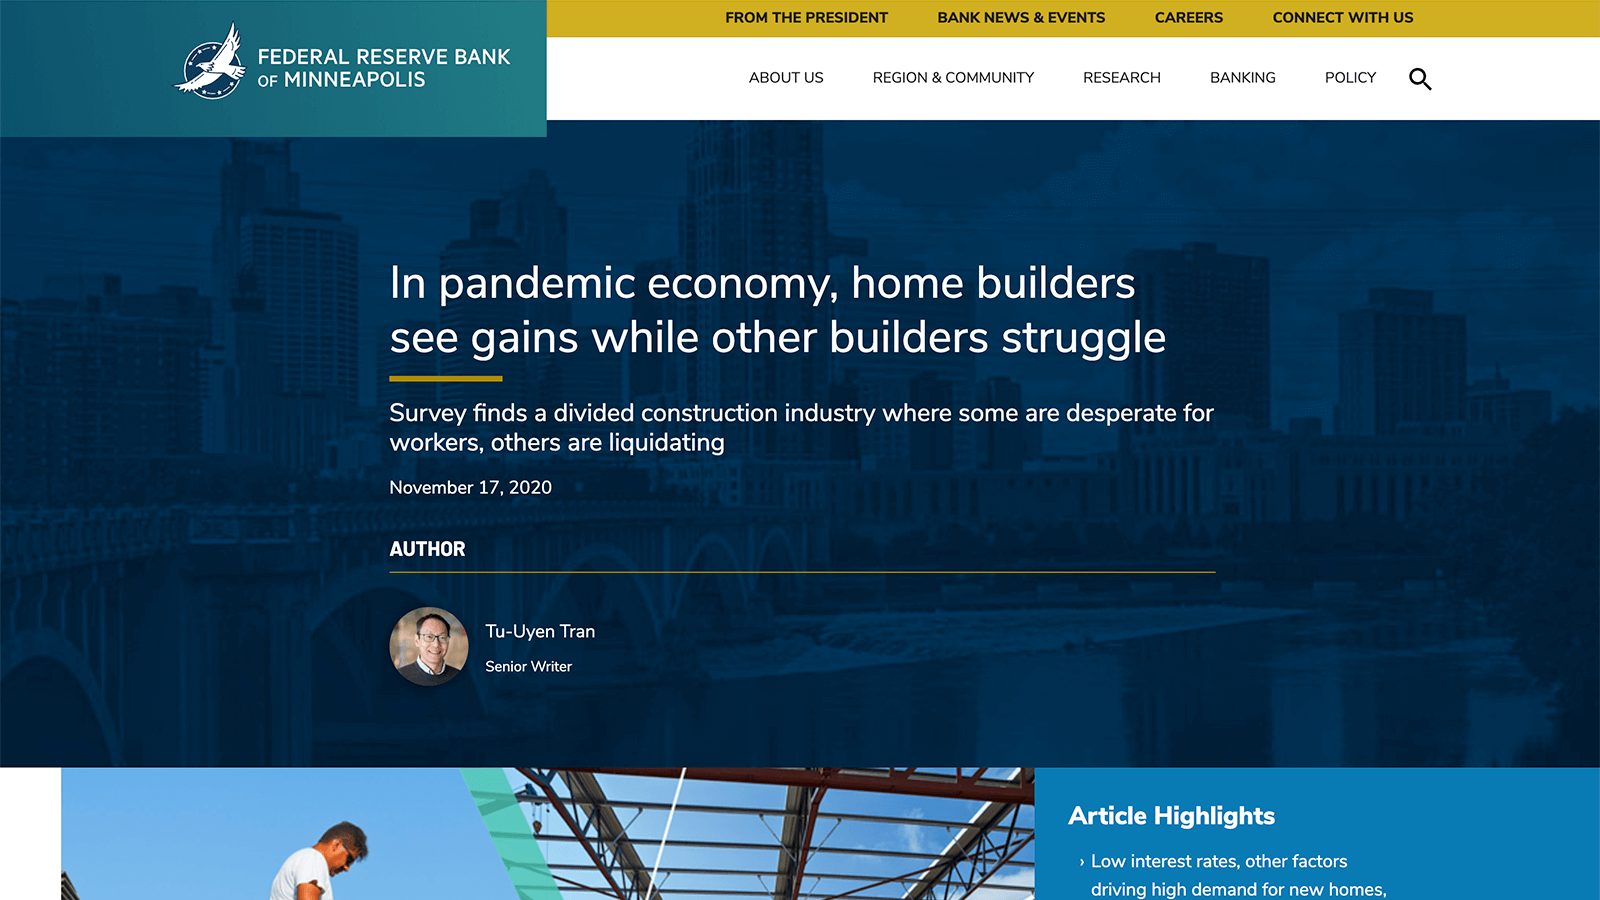 FROM THE PRESIDENT BANK NEWS & EVENTS CAREERS CONNECT WITH US
FEDERAL RESERVE BANK
OF MINNEAPOLIS
ABOUT US REGION & COMMUNITY RESEARCH BANKING POLICY
In pandemic economy, home builders
see gains while other builders struggle
Survey finds a divided construction industry where some are desperate for
workers, others are liquidating
November 17, 2020
AUTHOR
Tu-Uyen Tran
Senior Writer
Article Highlights
› Low interest rates, other factors
driving high demand for new homes,